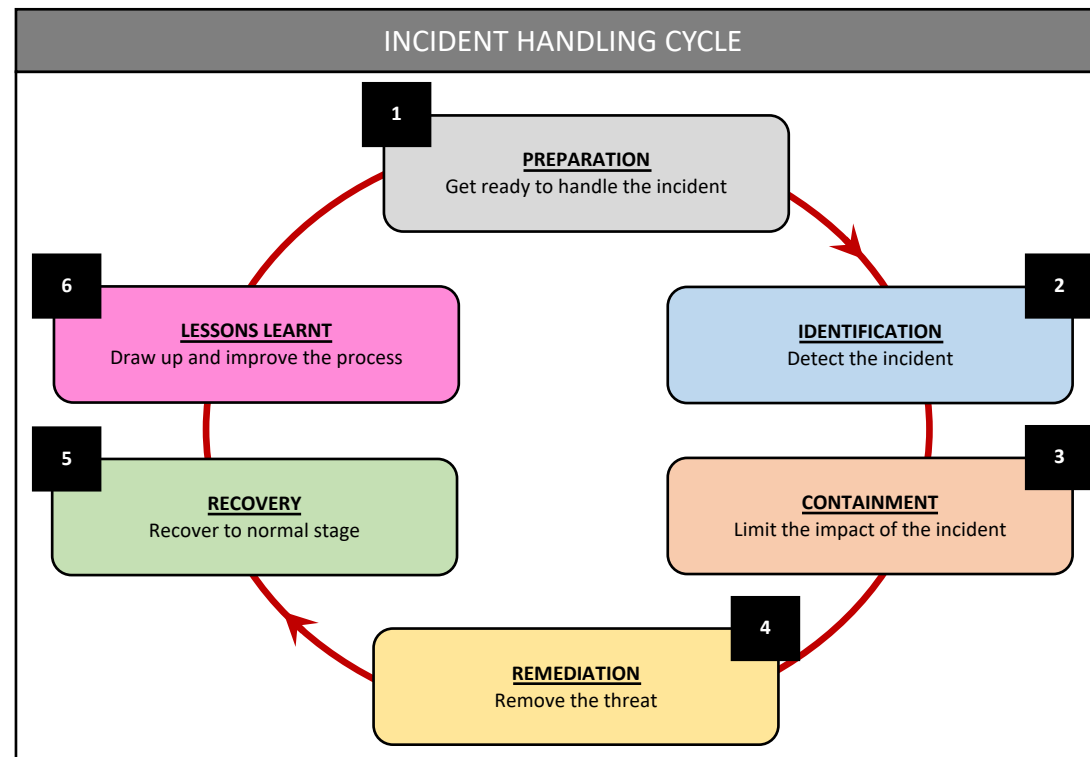 INCIDENT HANDLING CYCLE
1
PREPARATION
Get ready to handle the incident
2
IDENTIFICATION
Detect the incident
3
CONTAINMENT
Limit the impact of the incident
4
REMEDIATION
Remove the threat
5
RECOVERY
Recover to normal stage
6
LESSONS LEARNT
Draw up and improve the process